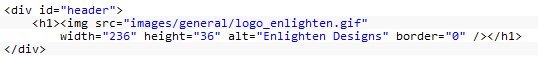 <div id="header">
<h1><img src="images/general/logo_enlighten.gif"
width="236" height="36" alt="Enlighten Designs" border="0" /></h1>
</div>